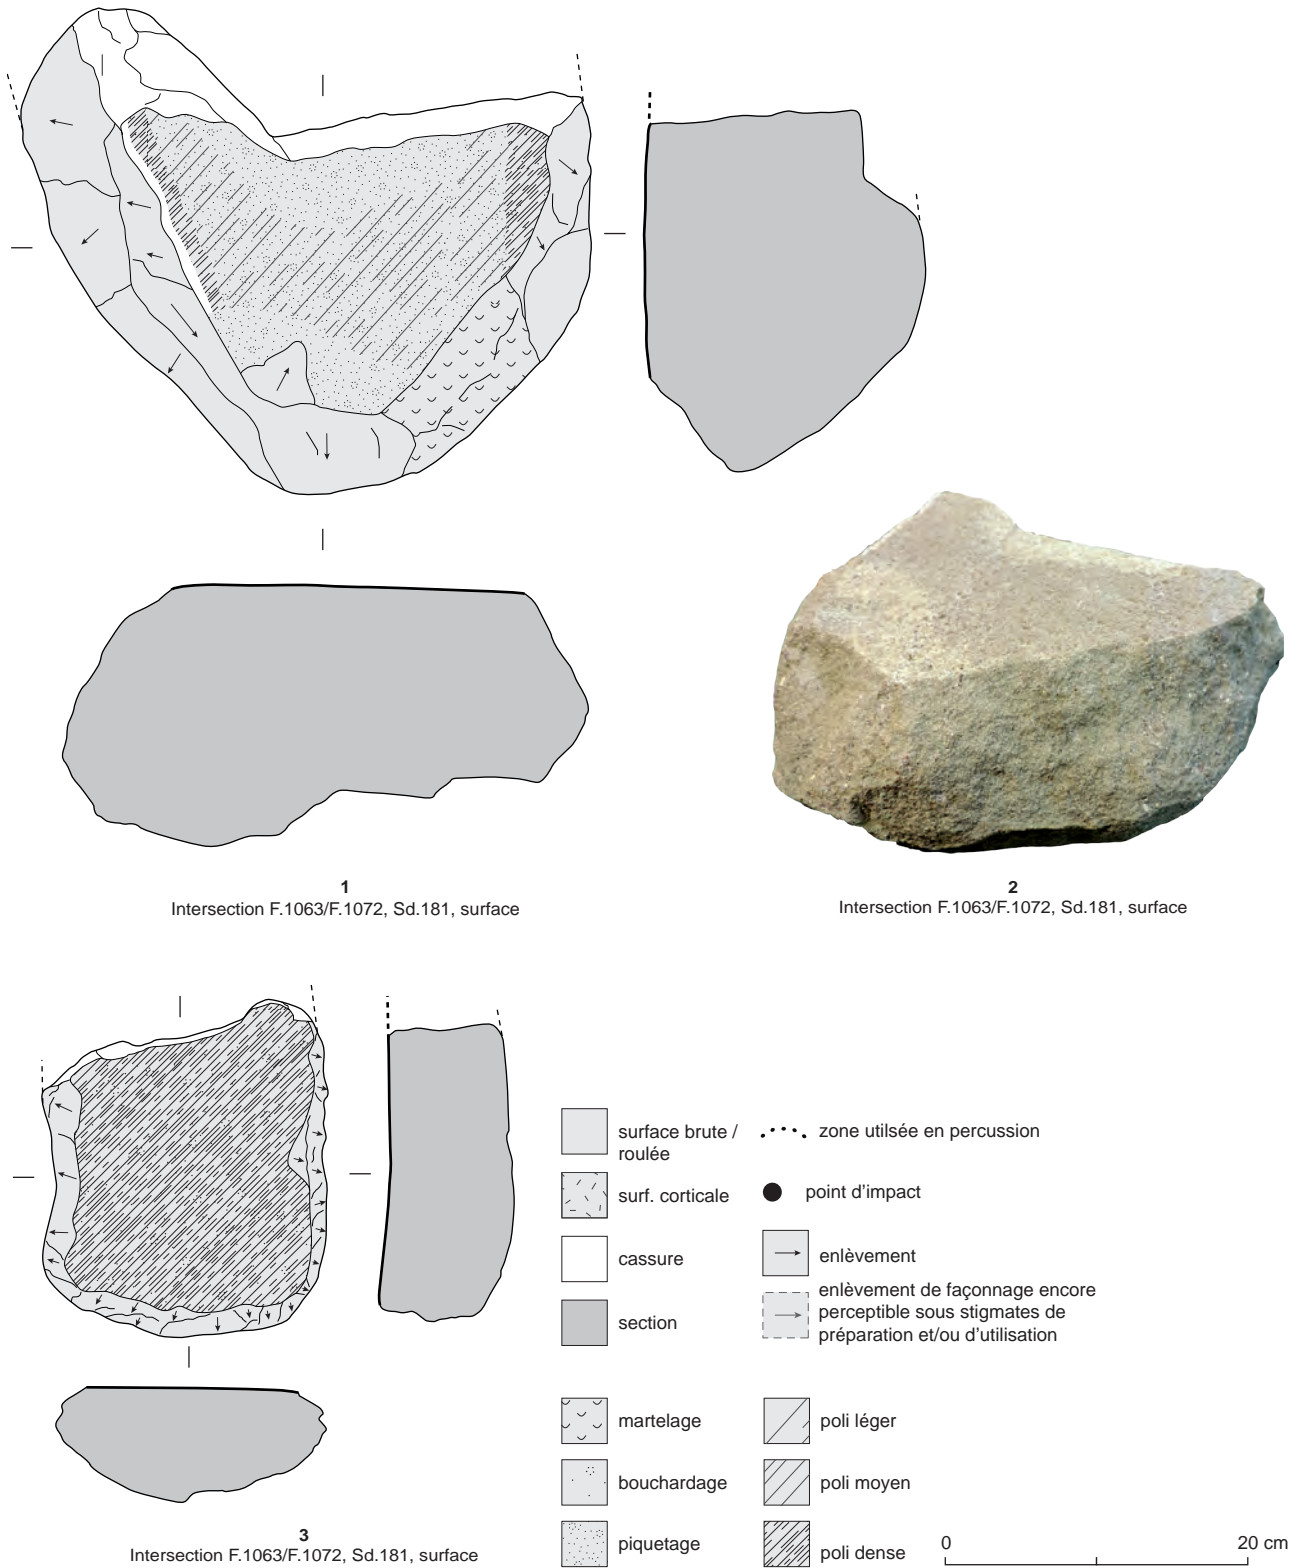 1
Intersection F.1063/F.1072, Sd.181, surface
2
Intersection F.1063/F.1072, Sd.181, surface
3
Intersection F.1063/F.1072, Sd.181, surface
surface brute /
roulée
surf. corticale
cassure
section
martelage
bouchardage
piquetage
zone utilsée en percussion
point d'impact
enlèvement
enlèvement de façonnage encore
perceptible sous stigmates de
préparation et/ou d'utilisation
poli léger
poli moyen
poli dense
0 20 cm